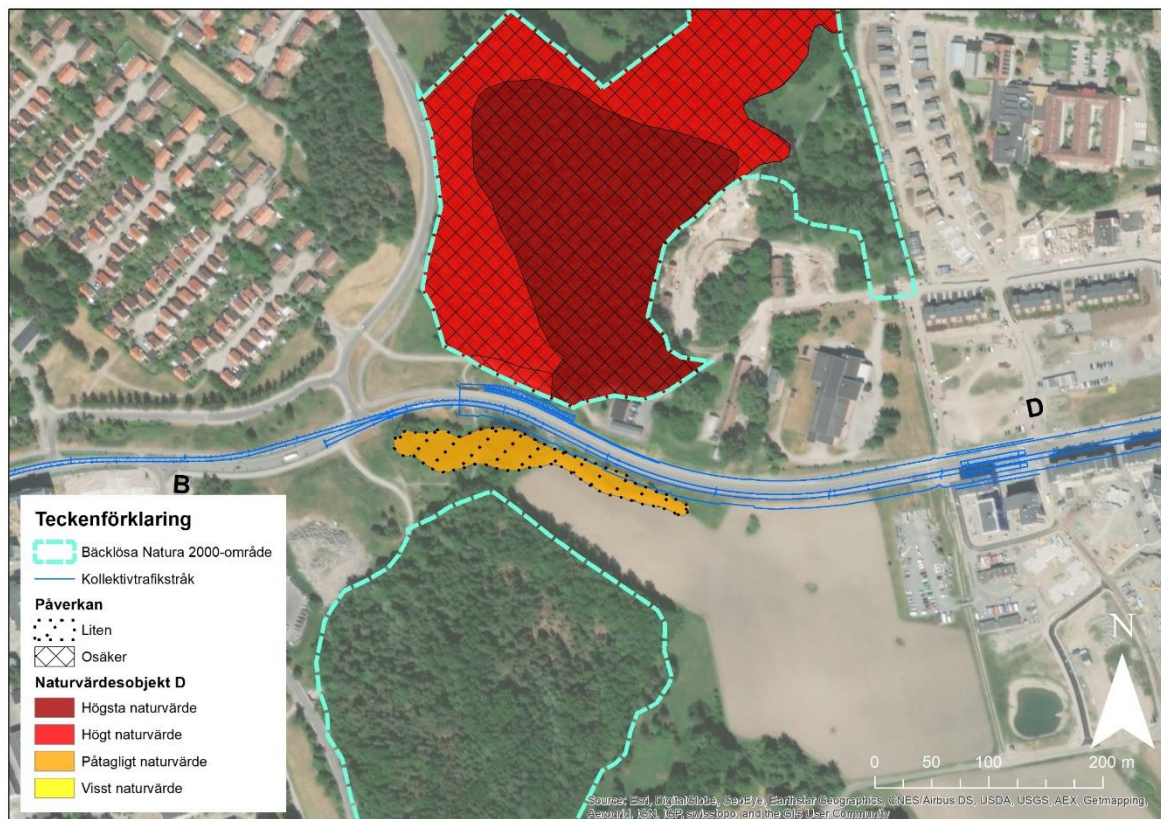 D
B
Teckenförklaring
Bäcklösa Natura 2000-område
Kollektivtrafikstråk
Påverkan
Liten
Osäker
Naturvärdesobjekt D
Högsta naturvärde
Högt naturvärde
Påtagligt naturvärde
Visst naturvärde
N
0 50 100 200 m
Source: Esri, DigitalGlobe, GeoEye, Earthstar Geographics, CNES/Airbus DS, USDA, USGS, AEX, Getmapping,
Aerogrid, IGN, IGP, swisstopo, and the GIS User Community